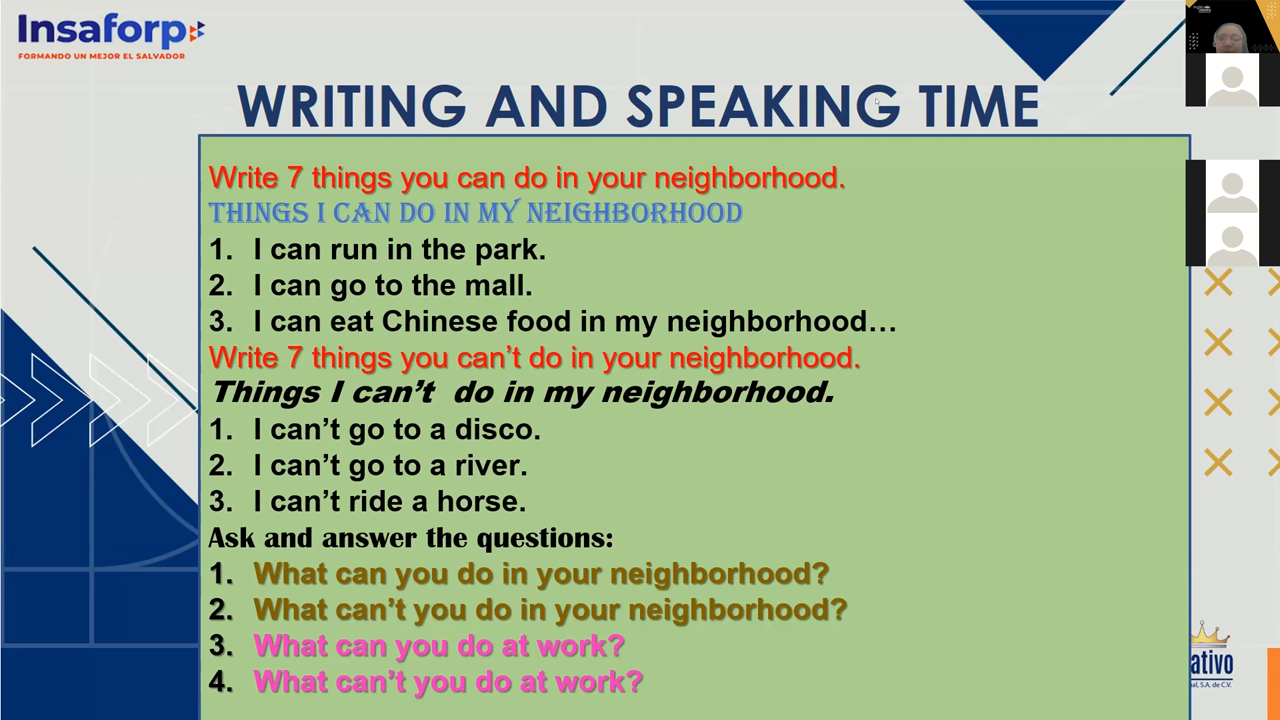 Insaforp
FORMANDO UN MEJOR EL SALVADOR
WRITING AND SPEAKING TIME
Write 7 things you can do in your neighborhood.
THINGS I CAN DO IN MY NEIGHBORHOOD
1. I can run in the park.
2. I can go to the mall.
3. I can eat Chinese food in my neighborhood...
Write 7 things you can’t do in your neighborhood.
Things I can’t do in my neighborhood.
1. I can’t go to a disco.
2. I can’t go to a river.
3. I can’t ride a horse.
Ask and answer the questions:
1. What can you do in your neighborhood?
2. What can’t you do in your neighborhood?
3. What can you do at work?
4. What can’t you do at work?
ativo
nal, S.A. de C.V.